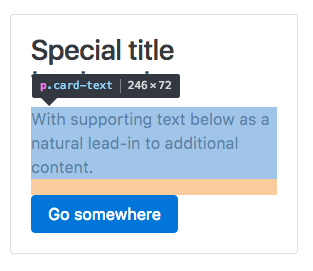 Special title
p.card-text 246×72
With supporting text below as a
natural lead-in to additional
content.
Go somewhere